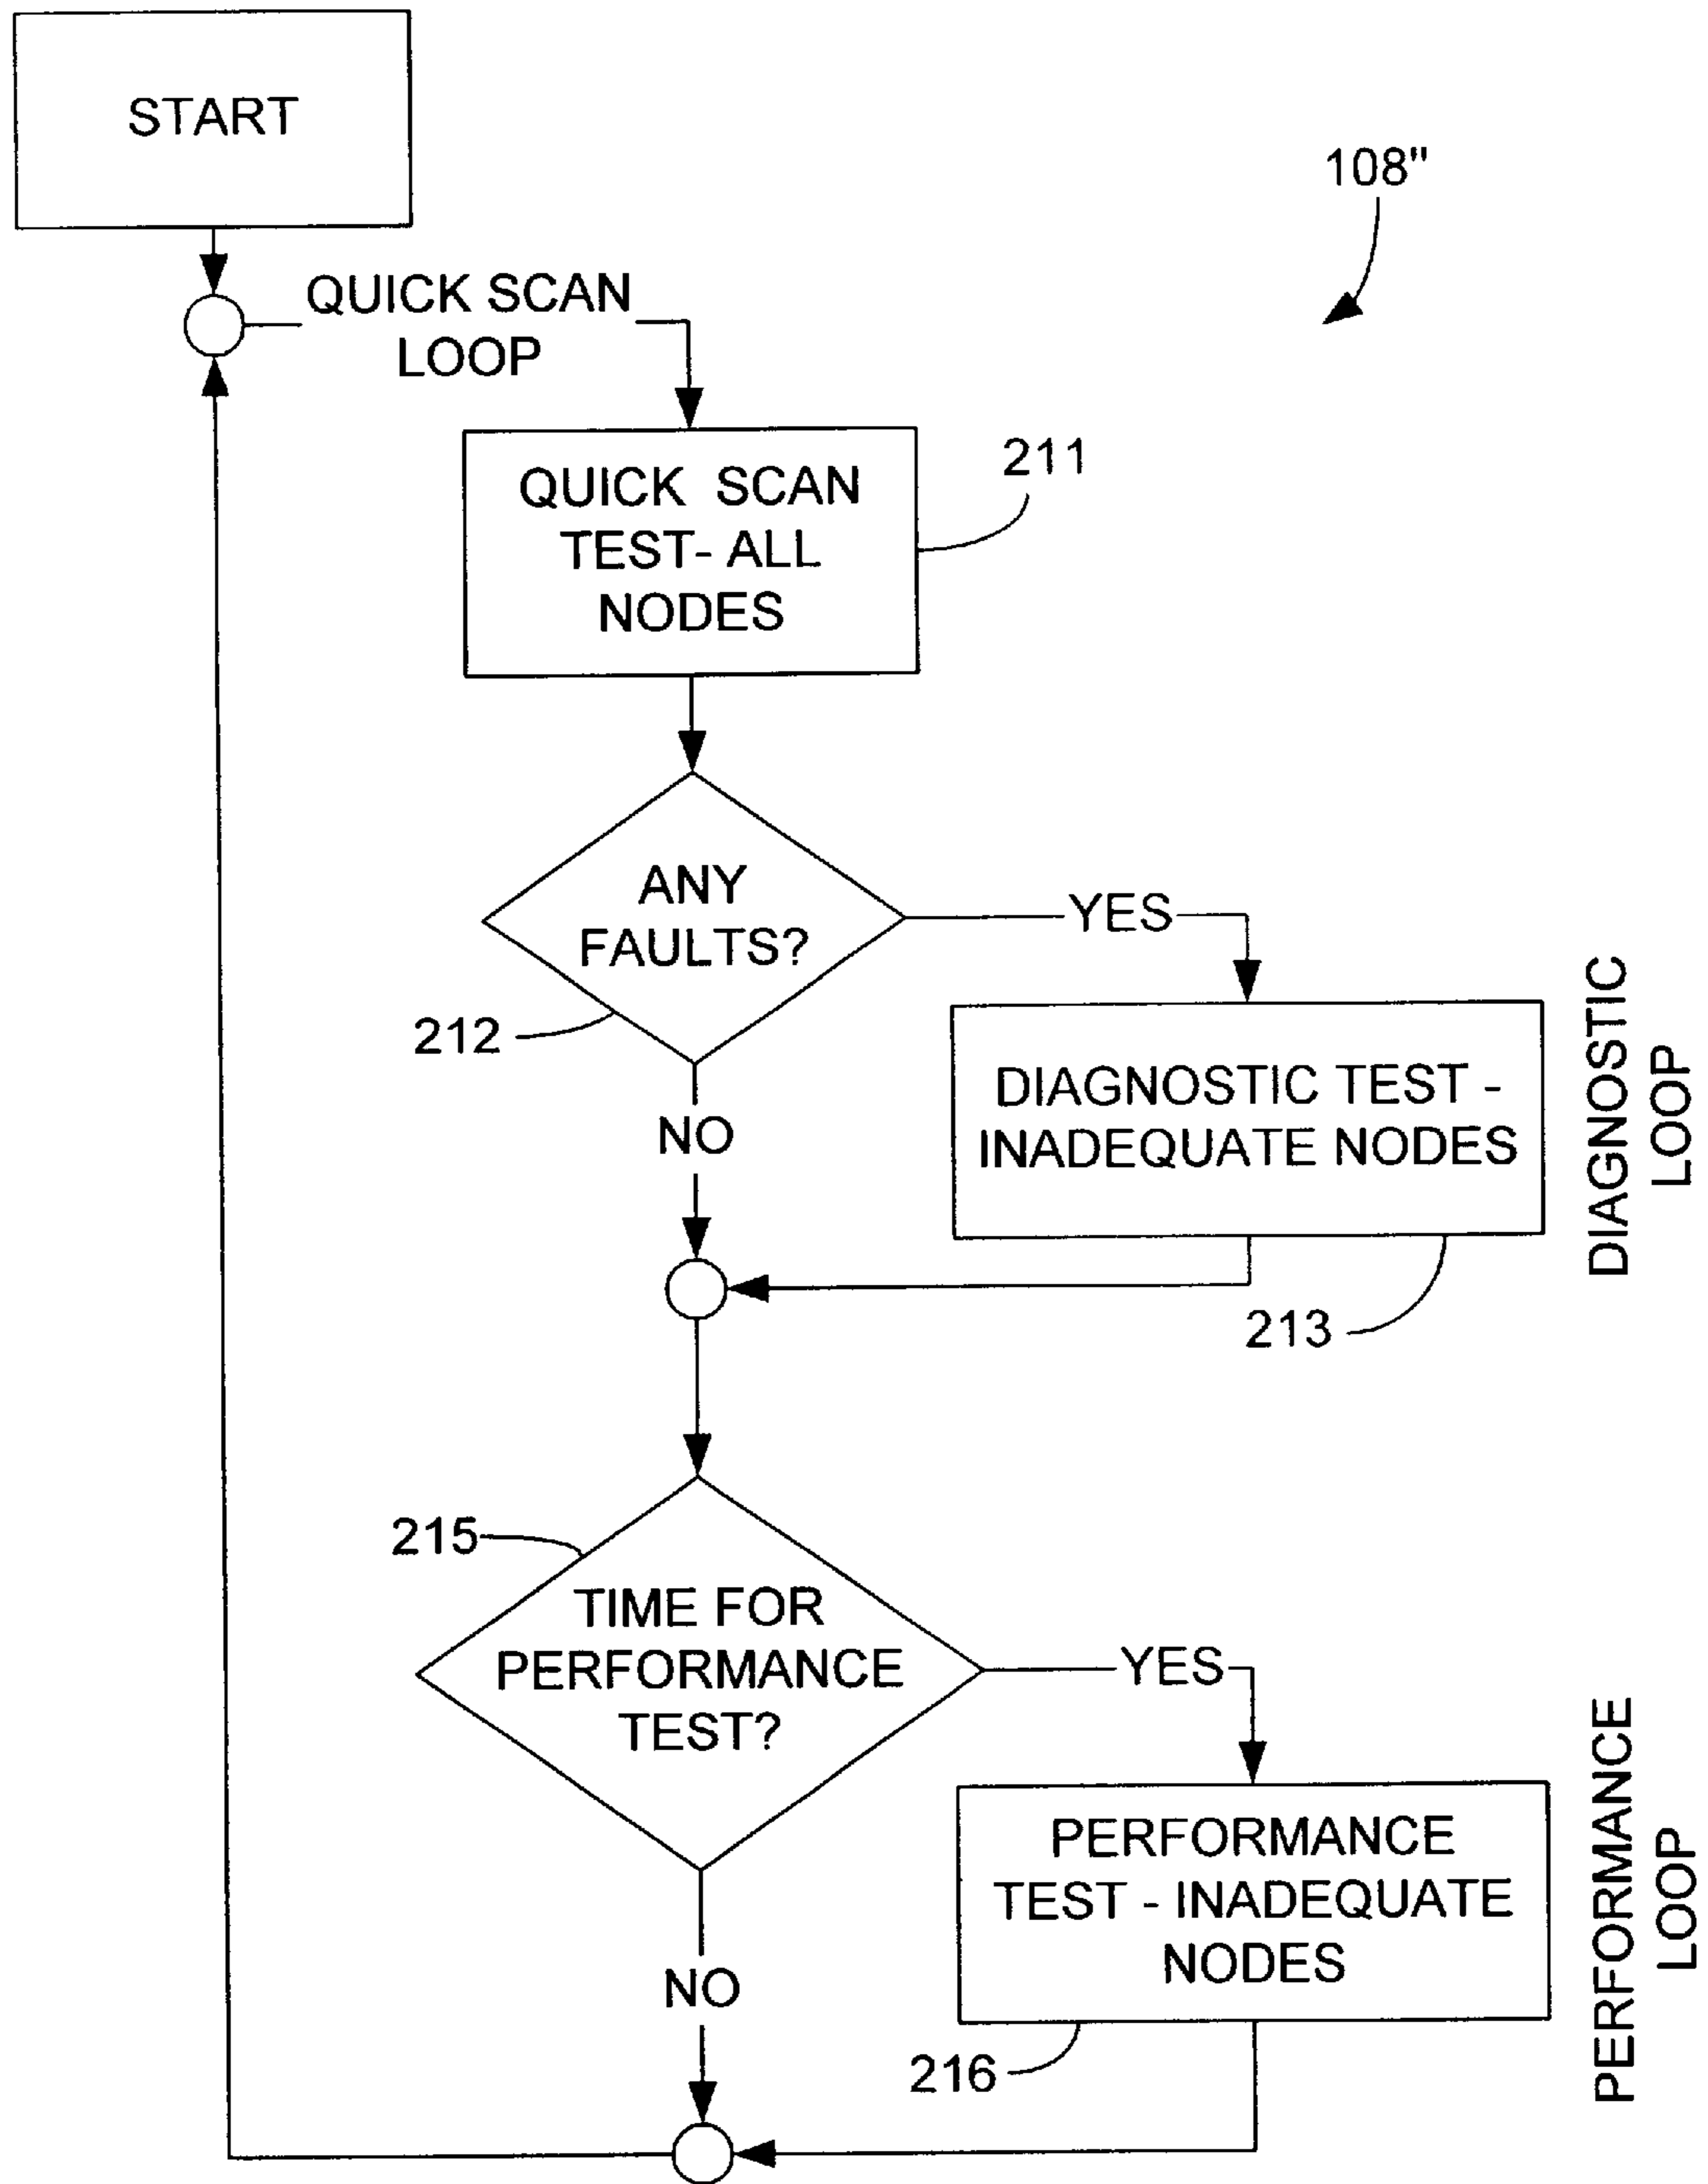 START
108"
QUICK SCAN
LOOP
211
QUICK SCAN
TEST- ALL
NODES
ANY
FAULTS?
YES
212
NO
DIAGNOSTIC TEST -
INADEQUATE NODES
DIAGNOSTIC
LOOP
213
215
TIME FOR
PERFORMANCE
TEST?
YES
NO
PERFORMANCE
TEST - INADEQUATE
NODES
PERFORMANCE
LOOP
216